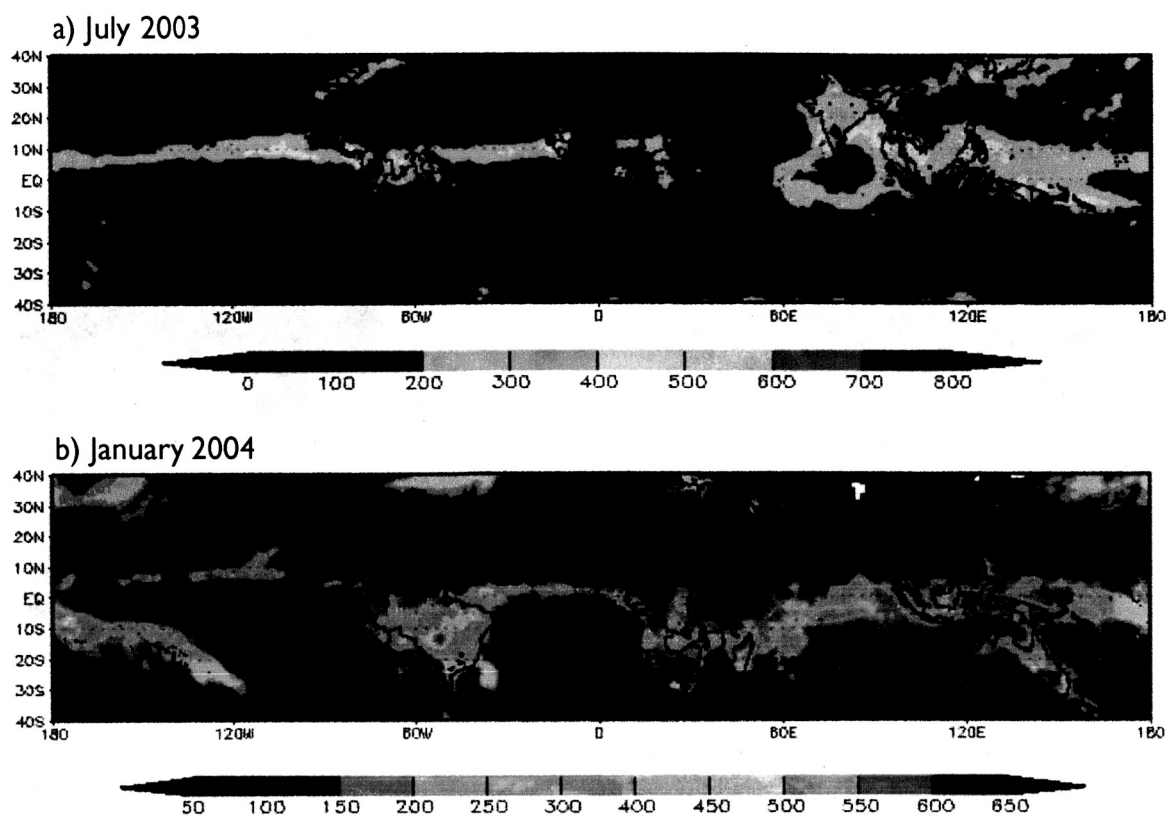 a) July 2003
40N
30N
20N
10N
EQ
10S
20S
30S
40S
180 120W 60W 0 60E 120E 180
0 100 200 300 400 500 600 700 800
b) January 2004
40N
30N
20N
10N
EQ
10S
20S
30S
40S
180 120W 60W 0 60E 120E 180
50 100 150 200 250 300 400 450 500 550 600 650